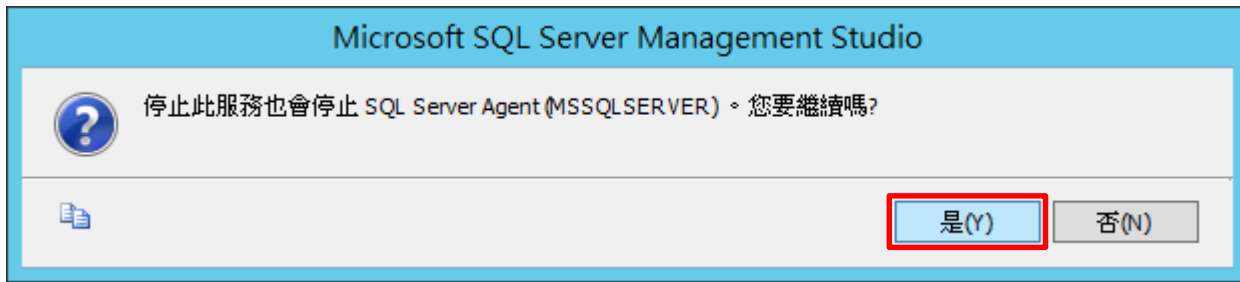 Microsoft SQL Server Management Studio
停止此服務也會停止 SQL Server Agent (MSSQLSERVER)。您要繼續嗎?
是(Y) 否(N)